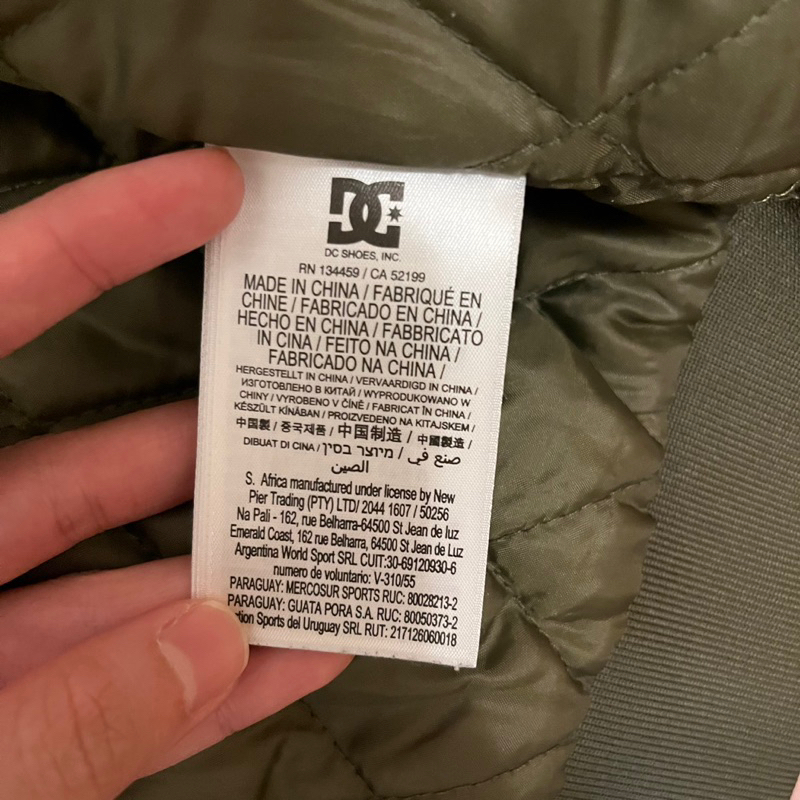 DC
DC SHOES, INC.
RN 134459 / CA 52199
MADE IN CHINA / FABRIQUÉ EN
CHINE / FABRICADO EN CHINA /
HECHO EN CHINA / FABBRICATO
IN CINA / FEITO NA CHINA /
FABRICADO NA CHINA /
HERGESTELLT IN CHINA / VERVAARDIGD IN CHINA /
ИЗГОТОВЛЕНО В КИТАЙ / WYPRODUKOWANO W
CHINY / VYROBENO V ČÍNĚ / FABRICAT ÎN CHINA /
KÉSZÜLT KÍNÁBAN / PROIZVEDENO NA KITAJSKEM /
中国製 / 중국제품 / 中国制造 / 中國製造 /
DIBUAT DI CINA / מיוצר בסין / صنع في
الصين
S. Africa manufactured under license by New
Pier Trading (PTY) LTD/ 2044 1607 / 50256
Na Pali - 162, rue Belharra-64500 St Jean de luz
Emerald Coast, 162 rue Belharra, 64500 St Jean de Luz
Argentina World Sport SRL CUIT:30-69120930-6
numero de voluntario: V-310/55
PARAGUAY: MERCOSUR SPORTS RUC: 80028213-2
PARAGUAY: GUATA PORA S.A. RUC: 80050373-2
Sports del Uruguay SRL RUT: 217126060018